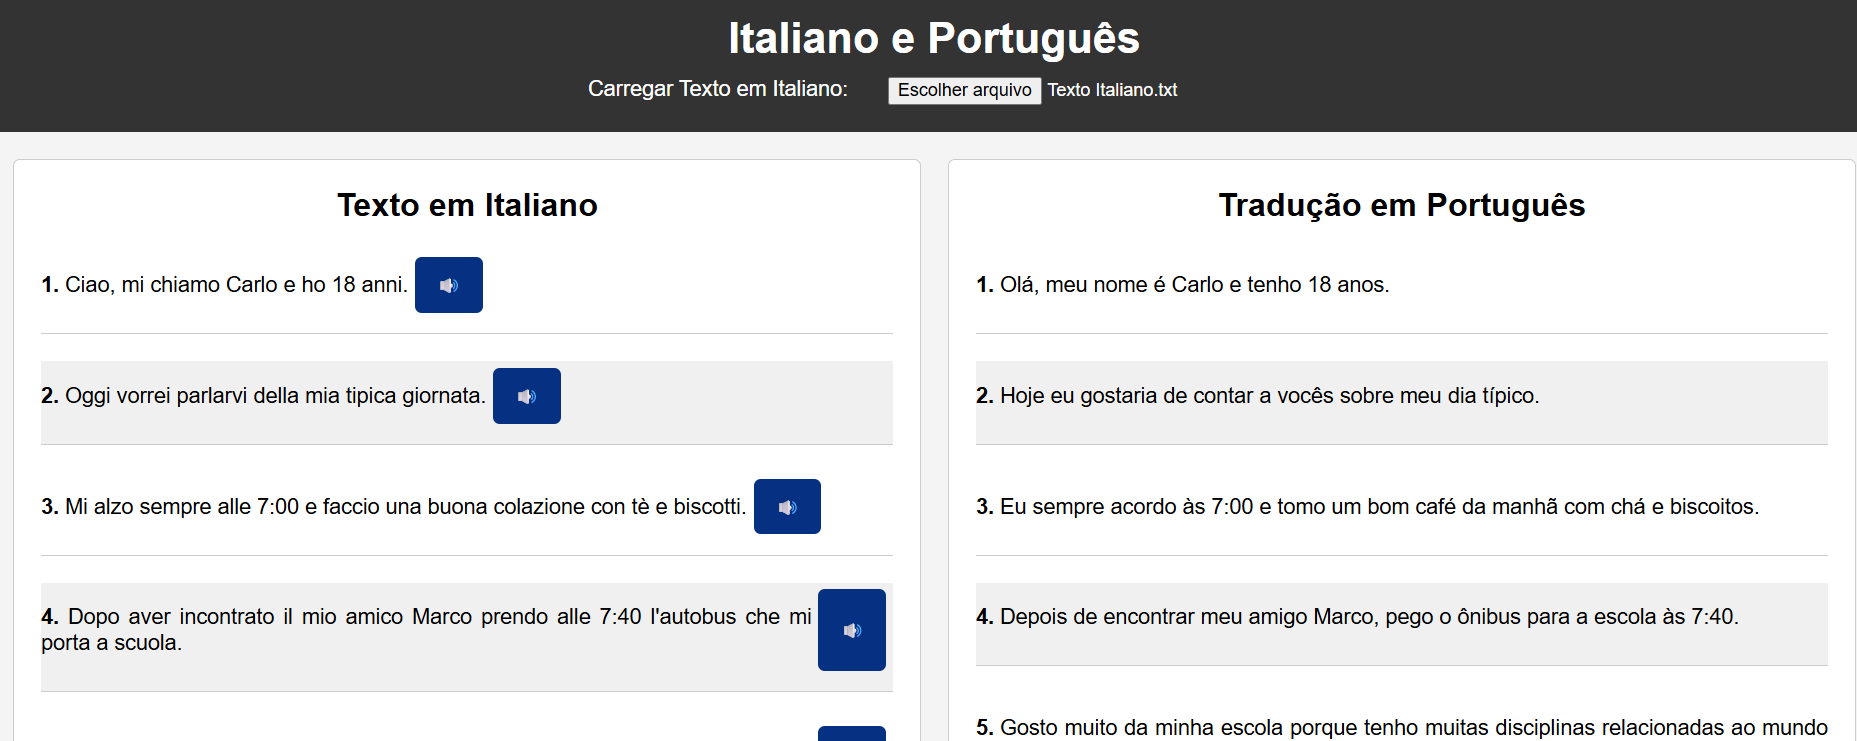 Italiano e Português
Carregar Texto em Italiano: Escolher arquivo Texto Italiano.txt
Texto em Italiano
1. Ciao, mi chiamo Carlo e ho 18 anni.
2. Oggi vorrei parlarvi della mia tipica giornata.
3. Mi alzo sempre alle 7:00 e faccio una buona colazione con tè e biscotti.
4. Dopo aver incontrato il mio amico Marco prendo alle 7:40 l'autobus che mi
porta a scuola.
Tradução em Português
1. Olá, meu nome é Carlo e tenho 18 anos.
2. Hoje eu gostaria de contar a vocês sobre meu dia típico.
3. Eu sempre acordo às 7:00 e tomo um bom café da manhã com chá e biscoitos.
4. Depois de encontrar meu amigo Marco, pego o ônibus para a escola às 7:40.
5. Gosto muito da minha escola porque tenho muitas disciplinas relacionadas ao mundo